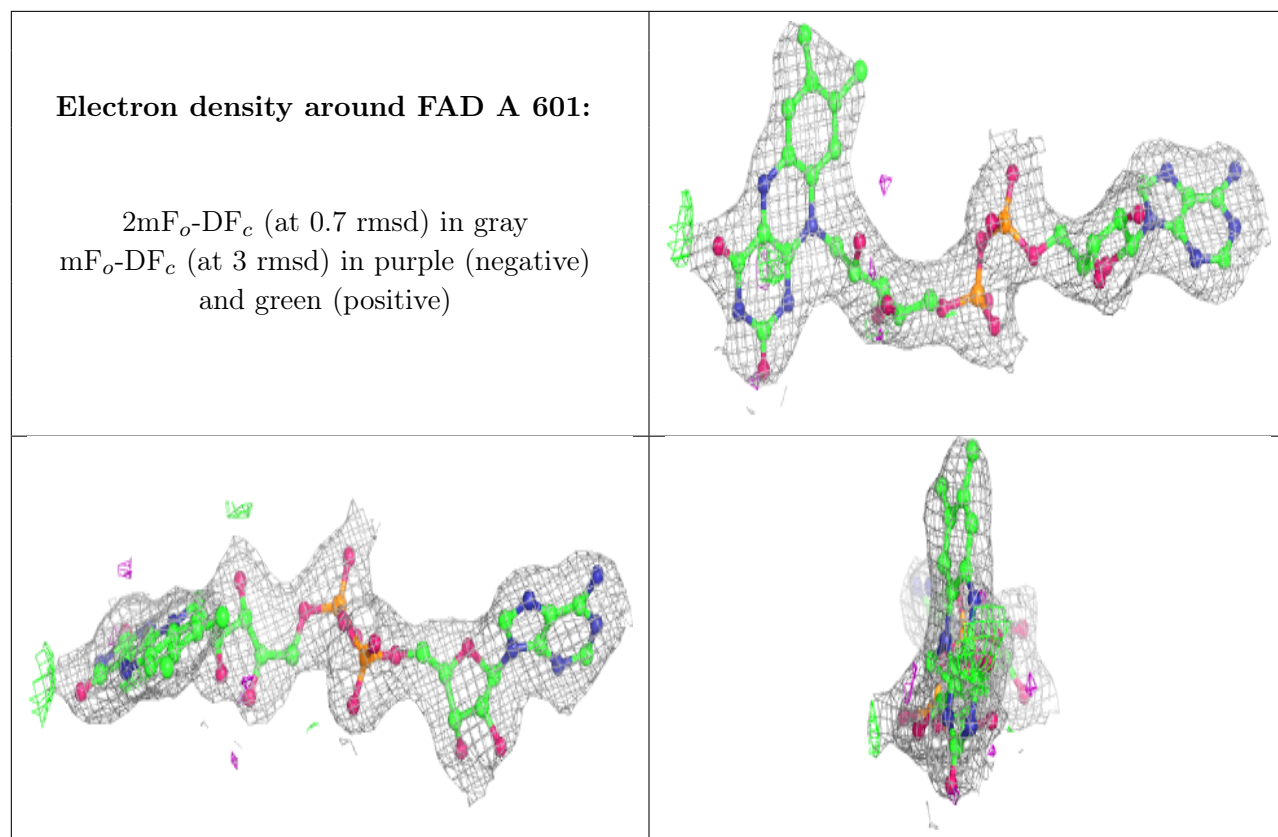 Electron density around FAD A 601:
2mFo-DFc (at 0.7 rmsd) in gray
mFo-DFc (at 3 rmsd) in purple (negative)
and green (positive)